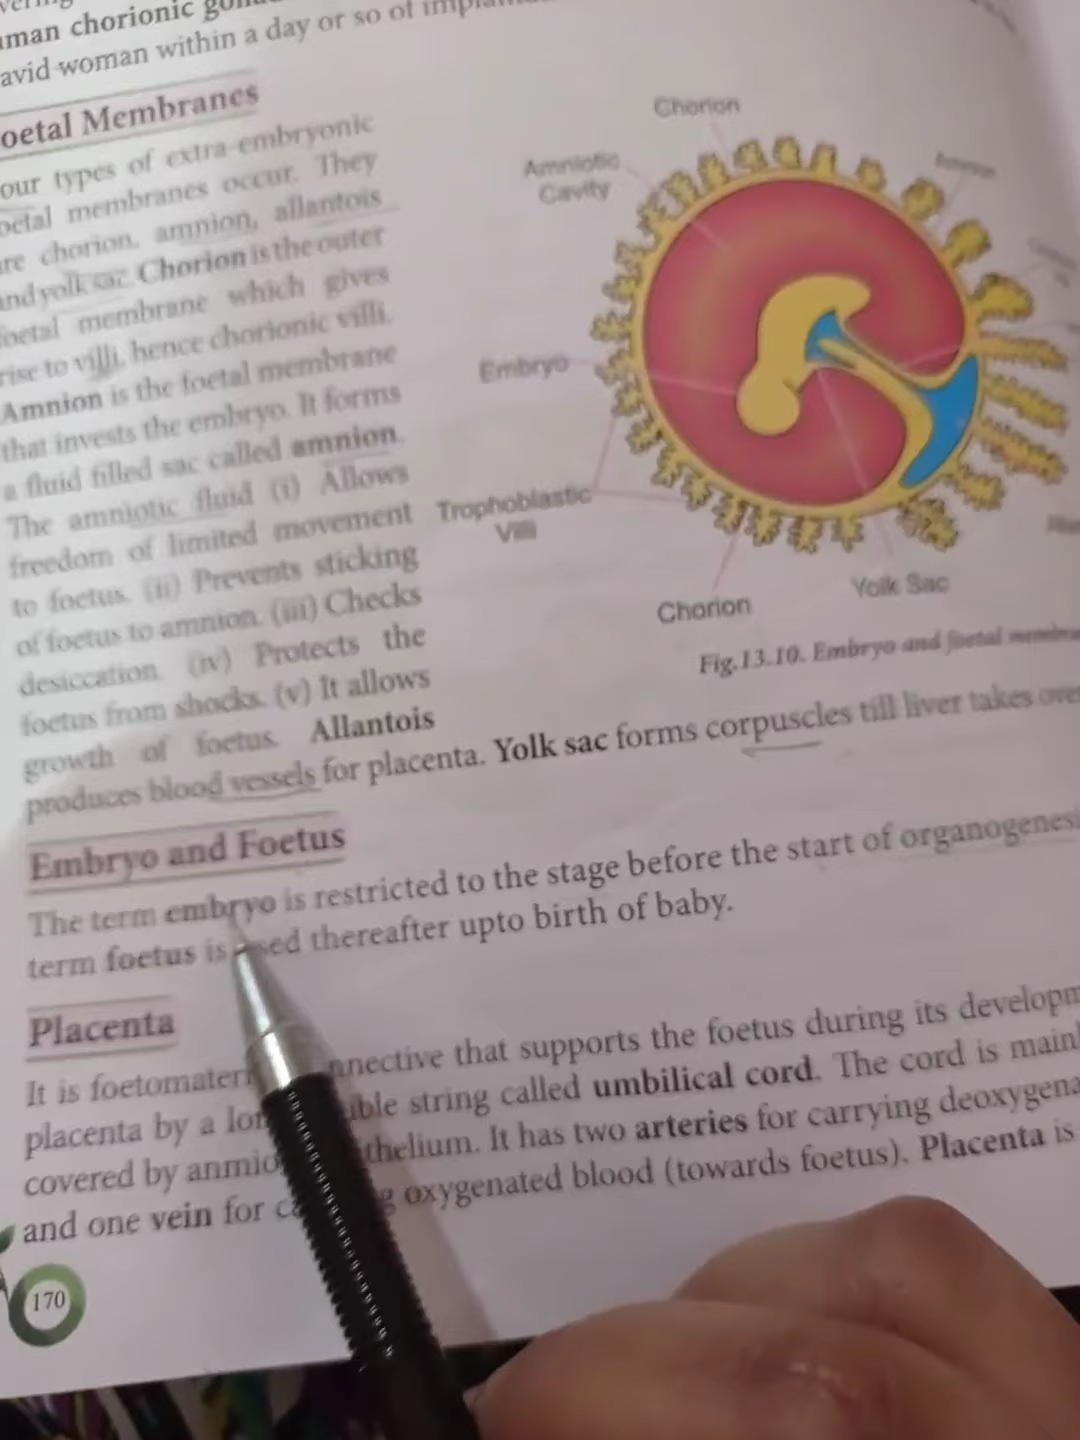 uman chorionic
avid woman within a day or so of
oetal Membranes
our types of extra-embryonic
oetal membranes occur. They
are chorion, amnion, allantois
and yolk sac. Chorion is the outer
foetal membrane which gives
rise to villi, hence chorionic villi.
Amnion is the foetal membrane
that invests the embryo. It forms
a fluid filled sac called amnion.
The amniotic fluid (i) Allows
freedom of limited movement
to foetus. (ii) Prevents sticking
of foetus to amnion. (iii) Checks
desiccation. (iv) Protects the
foetus from shocks. (v) It allows
growth of foetus. Allantois
produces blood vessels for placenta. Yolk sac forms corpuscles till liver takes over
Chorion
Amniotic
Cavity
Amnion
Embryo
Trophoblastic
Villi
Chorion
Yolk Sac
Fig.13.10. Embryo and foetal membra
Embryo and Foetus
The term embryo is restricted to the stage before the start of organogenesi
term foetus is used thereafter upto birth of baby.
Placenta
It is foetomater nnective that supports the foetus during its developm
placenta by a lon ible string called umbilical cord. The cord is main
covered by anmio thelium. It has two arteries for carrying deoxygena
and one vein for ca g oxygenated blood (towards foetus). Placenta is
170